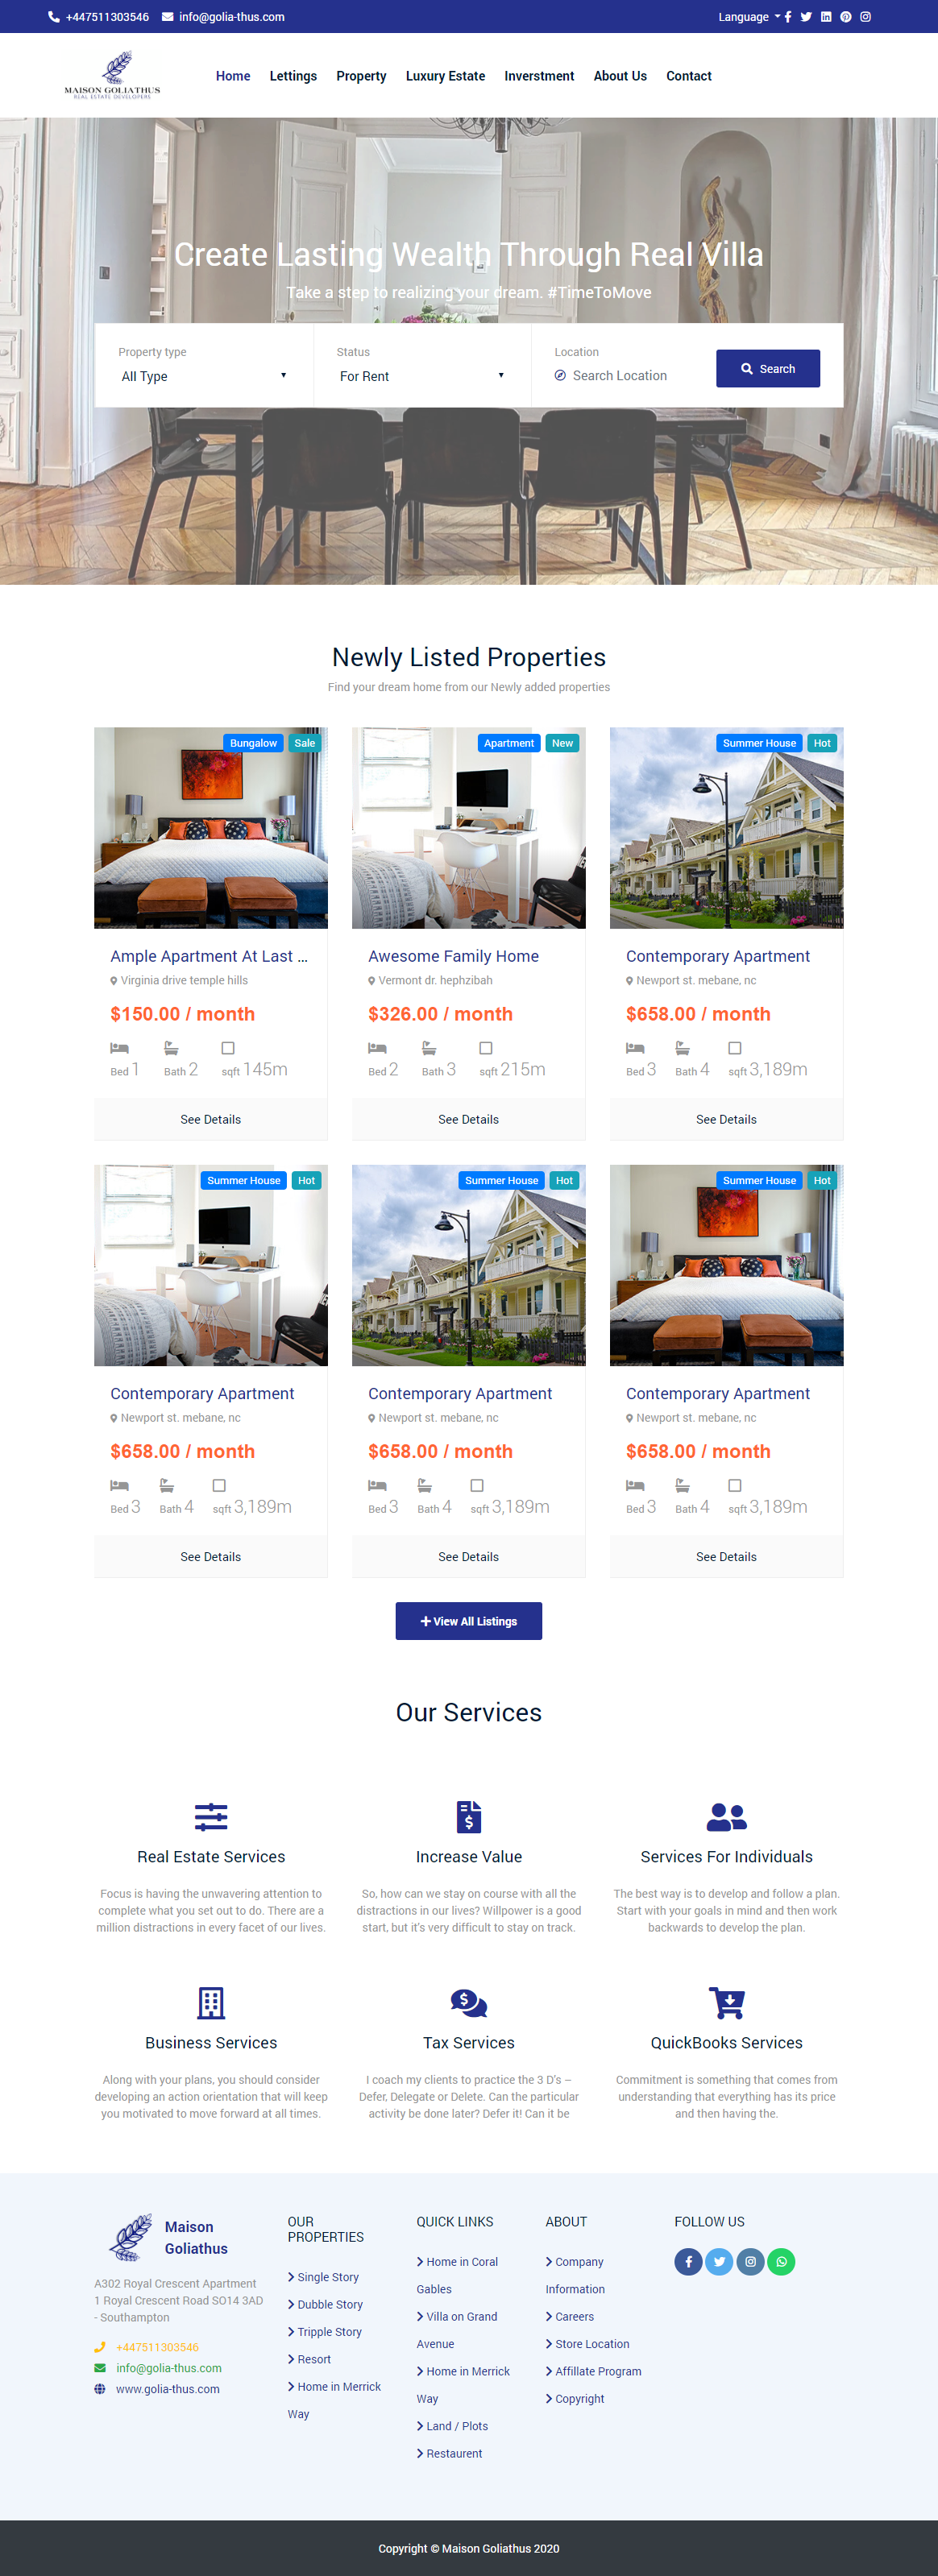 +447511303546 info@golia-thus.com Language
MAISON GOLIATHUS
REAL ESTATE DEVELOPERS
Home Lettings Property Luxury Estate Inverstment About Us Contact
Create Lasting Wealth Through Real Villa
Take a step to realizing your dream. #TimeToMove
Property type Status Location
All Type For Rent Search Location Search
Newly Listed Properties
Find your dream home from our Newly added properties
Bungalow Sale
Ample Apartment At Last ...
Virginia drive temple hills
$150.00 / month
Bed 1 Bath 2 sqft 145m
See Details
Apartment New
Awesome Family Home
Vermont dr. hephzibah
$326.00 / month
Bed 2 Bath 3 sqft 215m
See Details
Summer House Hot
Contemporary Apartment
Newport st. mebane, nc
$658.00 / month
Bed 3 Bath 4 sqft 3,189m
See Details
Summer House Hot
Contemporary Apartment
Newport st. mebane, nc
$658.00 / month
Bed 3 Bath 4 sqft 3,189m
See Details
Summer House Hot
Contemporary Apartment
Newport st. mebane, nc
$658.00 / month
Bed 3 Bath 4 sqft 3,189m
See Details
Summer House Hot
Contemporary Apartment
Newport st. mebane, nc
$658.00 / month
Bed 3 Bath 4 sqft 3,189m
See Details
View All Listings
Our Services
Real Estate Services
Focus is having the unwavering attention to
complete what you set out to do. There are a
million distractions in every facet of our lives.
Increase Value
So, how can we stay on course with all the
distractions in our lives? Willpower is a good
start, but it's very difficult to stay on track.
Services For Individuals
The best way is to develop and follow a plan.
Start with your goals in mind and then work
backwards to develop the plan.
Business Services
Along with your plans, you should consider
developing an action orientation that will keep
you motivated to move forward at all times.
Tax Services
I coach my clients to practice the 3 D's –
Defer, Delegate or Delete. Can the particular
activity be done later? Defer it! Can it be
QuickBooks Services
Commitment is something that comes from
understanding that everything has its price
and then having the.
Maison
Goliathus
A302 Royal Crescent Apartment
1 Royal Crescent Road SO14 3AD
- Southampton
+447511303546
info@golia-thus.com
www.golia-thus.com
OUR
PROPERTIES
Single Story
Dubble Story
Tripple Story
Resort
Home in Merrick
Way
QUICK LINKS
Home in Coral
Gables
Villa on Grand
Avenue
Home in Merrick
Way
Land / Plots
Restaurent
ABOUT
Company
Information
Careers
Store Location
Affillate Program
Copyright
FOLLOW US
Copyright © Maison Goliathus 2020